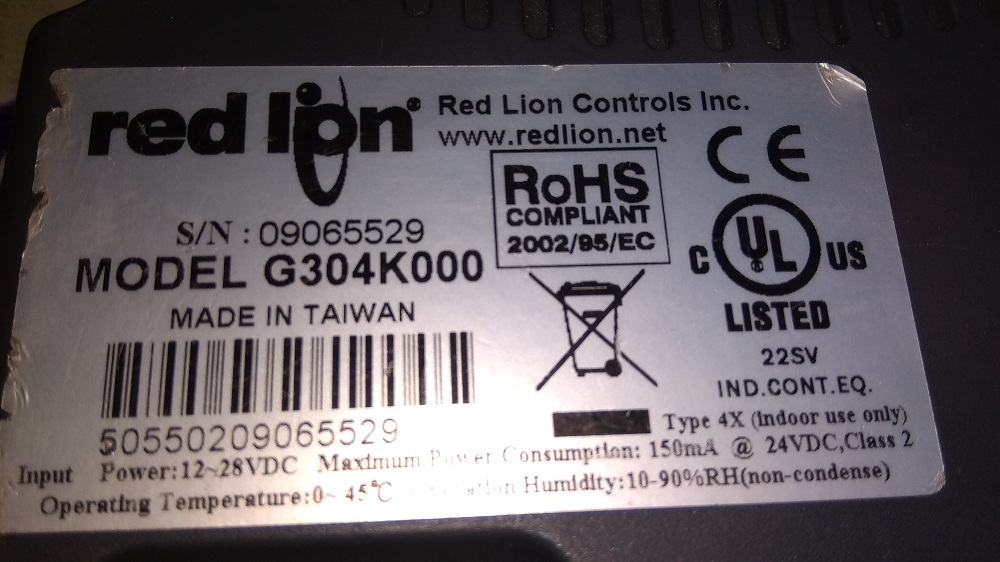 red lion®
Red Lion Controls Inc.
www.redlion.net
RoHS
COMPLIANT
2002/95/EC
CE
S/N : 09065529
MODEL G304K000
MADE IN TAIWAN
50550209065529
C UL US
LISTED
22SV
IND.CONT.EQ.
Type 4X (Indoor use only)
Input Power:12~28VDC Maximum Power Consumption: 150mA @ 24VDC,Class 2
Operating Temperature:0~ 45°C Humidity:10-90%RH(non-condense)